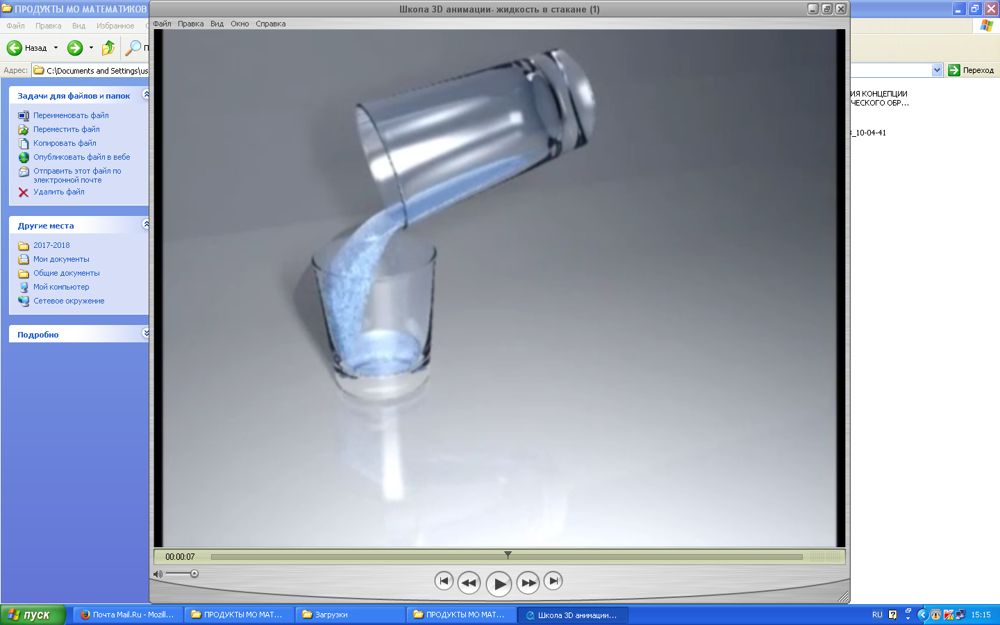 ПРОДУКТЫ МО МАТЕМАТИКОВ
Школа 3D анимации- жидкость в стакане (1)
Файл Правка Вид Избранное
Файл Правка Вид Окно Справка
Назад
Адрес: C:\Documents and Settings\us
Переход
Задачи для файлов и папок
Переименовать файл
Переместить файл
Копировать файл
Опубликовать файл в вебе
Отправить этот файл по
электронной почте
Удалить файл
Другие места
2017-2018
Мои документы
Общие документы
Мой компьютер
Сетевое окружение
Подробно
ИЯ КОНЦЕПЦИИ
ЧЕСКОГО ОБР...
_10-04-41
00:00:07
пуск
Почта Mail.Ru - Mozill...
ПРОДУКТЫ МО МАТ...
Загрузки
ПРОДУКТЫ МО МАТ...
Школа 3D анимации...
RU
15:15